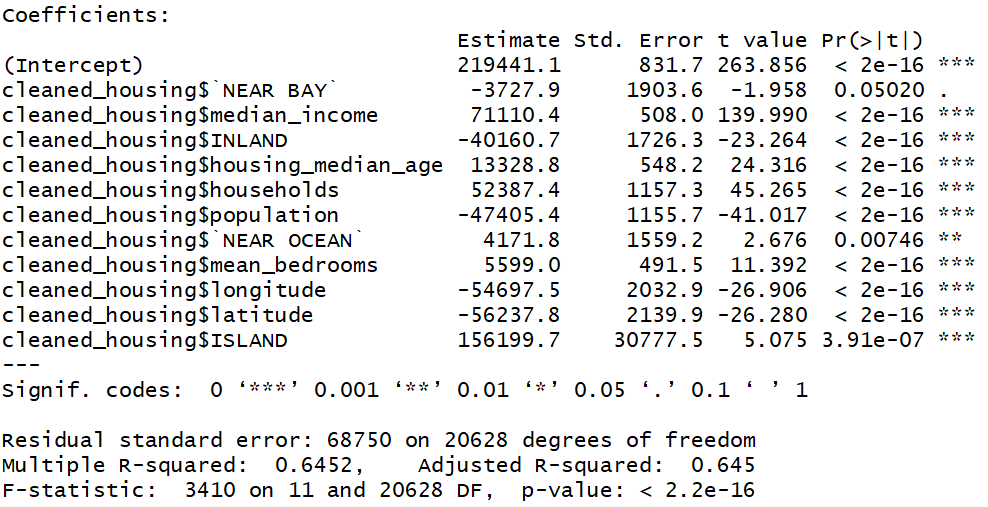 Coefficients:
Estimate Std. Error t value Pr(>|t|)
(Intercept) 219441.1 831.7 263.856 < 2e-16 ***
cleaned_housing$`NEAR BAY` -3727.9 1903.6 -1.958 0.05020 .
cleaned_housing$median_income 71110.4 508.0 139.990 < 2e-16 ***
cleaned_housing$INLAND -40160.7 1726.3 -23.264 < 2e-16 ***
cleaned_housing$housing_median_age 13328.8 548.2 24.316 < 2e-16 ***
cleaned_housing$households 52387.4 1157.3 45.265 < 2e-16 ***
cleaned_housing$population -47405.4 1155.7 -41.017 < 2e-16 ***
cleaned_housing$`NEAR OCEAN` 4171.8 1559.2 2.676 0.00746 **
cleaned_housing$mean_bedrooms 5599.0 491.5 11.392 < 2e-16 ***
cleaned_housing$longitude -54697.5 2032.9 -26.906 < 2e-16 ***
cleaned_housing$latitude -56237.8 2139.9 -26.280 < 2e-16 ***
cleaned_housing$ISLAND 156199.7 30777.5 5.075 3.91e-07 ***
---
Signif. codes: 0 ‘***’ 0.001 ‘**’ 0.01 ‘*’ 0.05 ‘.’ 0.1 ‘ ’ 1
Residual standard error: 68750 on 20628 degrees of freedom
Multiple R-squared: 0.6452, Adjusted R-squared: 0.645
F-statistic: 3410 on 11 and 20628 DF, p-value: < 2.2e-16